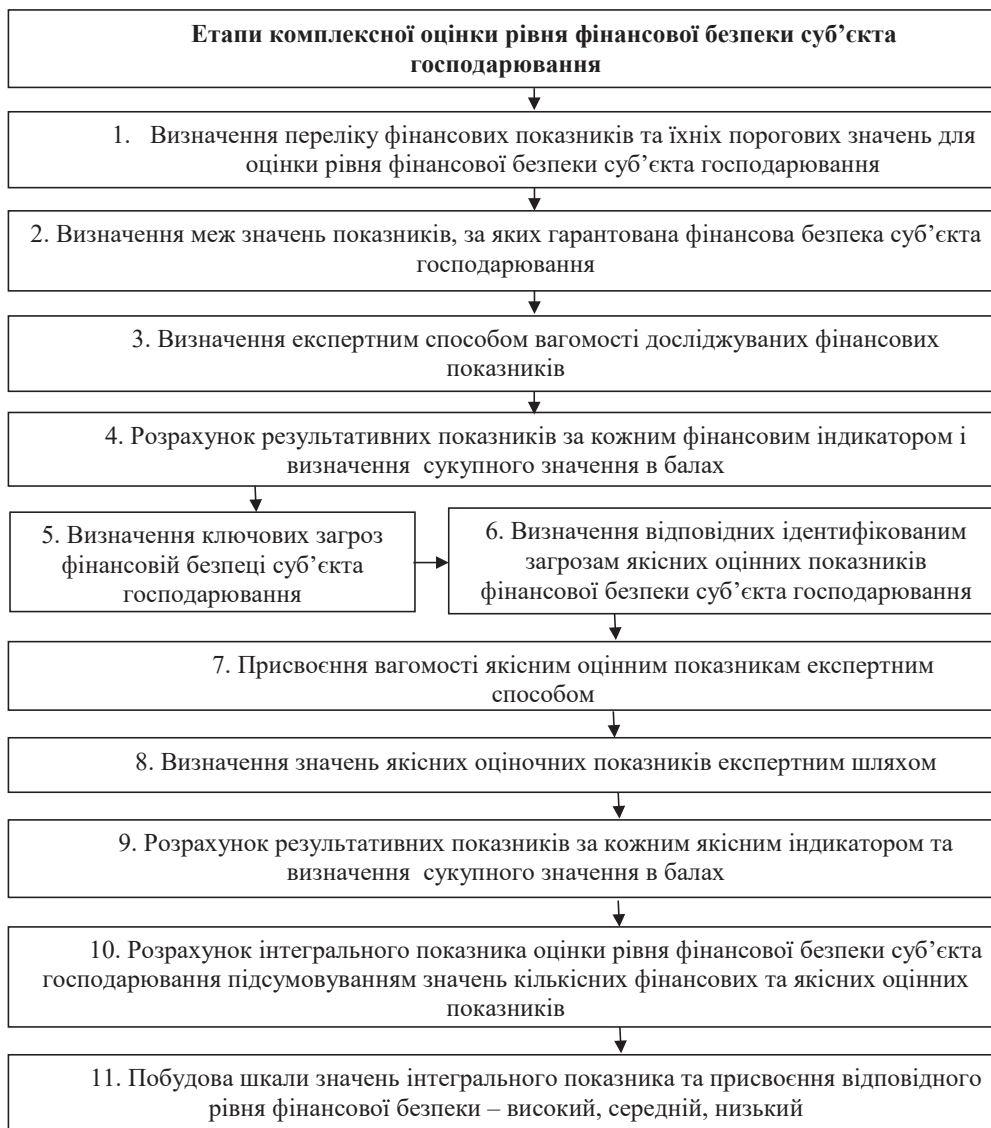 Етапи комплексної оцінки рівня фінансової безпеки суб’єкта
господарювання
1. Визначення переліку фінансових показників та їхніх порогових значень для
оцінки рівня фінансової безпеки суб’єкта господарювання
2. Визначення меж значень показників, за яких гарантована фінансова безпека суб’єкта
господарювання
3. Визначення експертним способом вагомості досліджуваних фінансових
показників
4. Розрахунок результативних показників за кожним фінансовим індикатором і
визначення сукупного значення в балах
5. Визначення ключових загроз
фінансовій безпеці суб’єкта
господарювання
6. Визначення відповідних ідентифікованим
загрозам якісних оцінних показників
фінансової безпеки суб’єкта господарювання
7. Присвоєння вагомості якісним оцінним показникам експертним
способом
8. Визначення значень якісних оціночних показників експертним шляхом
9. Розрахунок результативних показників за кожним якісним індикатором та
визначення сукупного значення в балах
10. Розрахунок інтегрального показника оцінки рівня фінансової безпеки суб’єкта
господарювання підсумовуванням значень кількісних фінансових та якісних оцінних
показників
11. Побудова шкали значень інтегрального показника та присвоєння відповідного
рівня фінансової безпеки – високий, середній, низький